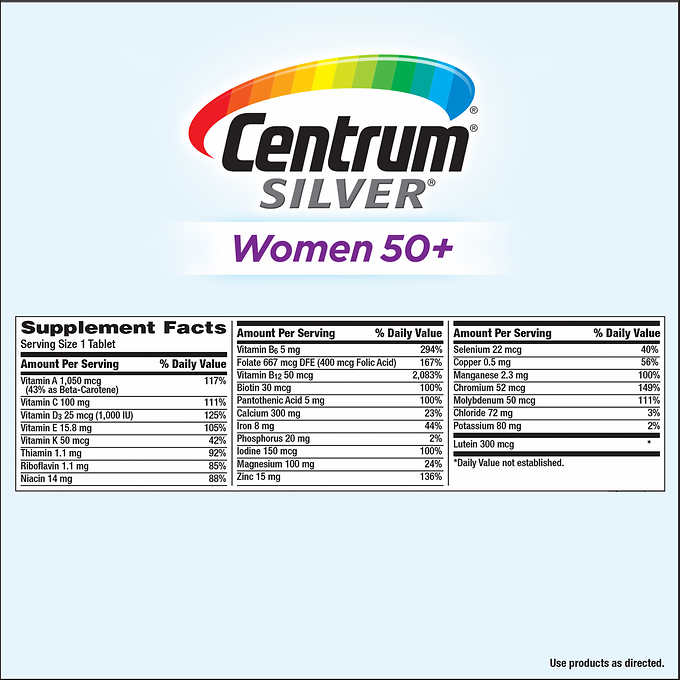 Centrum®
SILVER®
Women 50+
Supplement Facts
Serving Size 1 Tablet
Amount Per Serving % Daily Value
Vitamin A 1,050 mcg 117%
(43% as Beta-Carotene)
Vitamin C 100 mg 111%
Vitamin D3 25 mcg (1,000 IU) 125%
Vitamin E 15.8 mg 105%
Vitamin K 50 mcg 42%
Thiamin 1.1 mg 92%
Riboflavin 1.1 mg 85%
Niacin 14 mg 88%
Amount Per Serving % Daily Value
Vitamin B6 5 mg 294%
Folate 667 mcg DFE (400 mcg Folic Acid) 167%
Vitamin B12 50 mcg 2,083%
Biotin 30 mcg 100%
Pantothenic Acid 5 mg 100%
Calcium 300 mg 23%
Iron 8 mg 44%
Phosphorus 20 mg 2%
Iodine 150 mcg 100%
Magnesium 100 mg 24%
Zinc 15 mg 136%
Amount Per Serving % Daily Value
Selenium 22 mcg 40%
Copper 0.5 mg 56%
Manganese 2.3 mg 100%
Chromium 52 mcg 149%
Molybdenum 50 mcg 111%
Chloride 72 mg 3%
Potassium 80 mg 2%
Lutein 300 mcg *
*Daily Value not established.
Use products as directed.